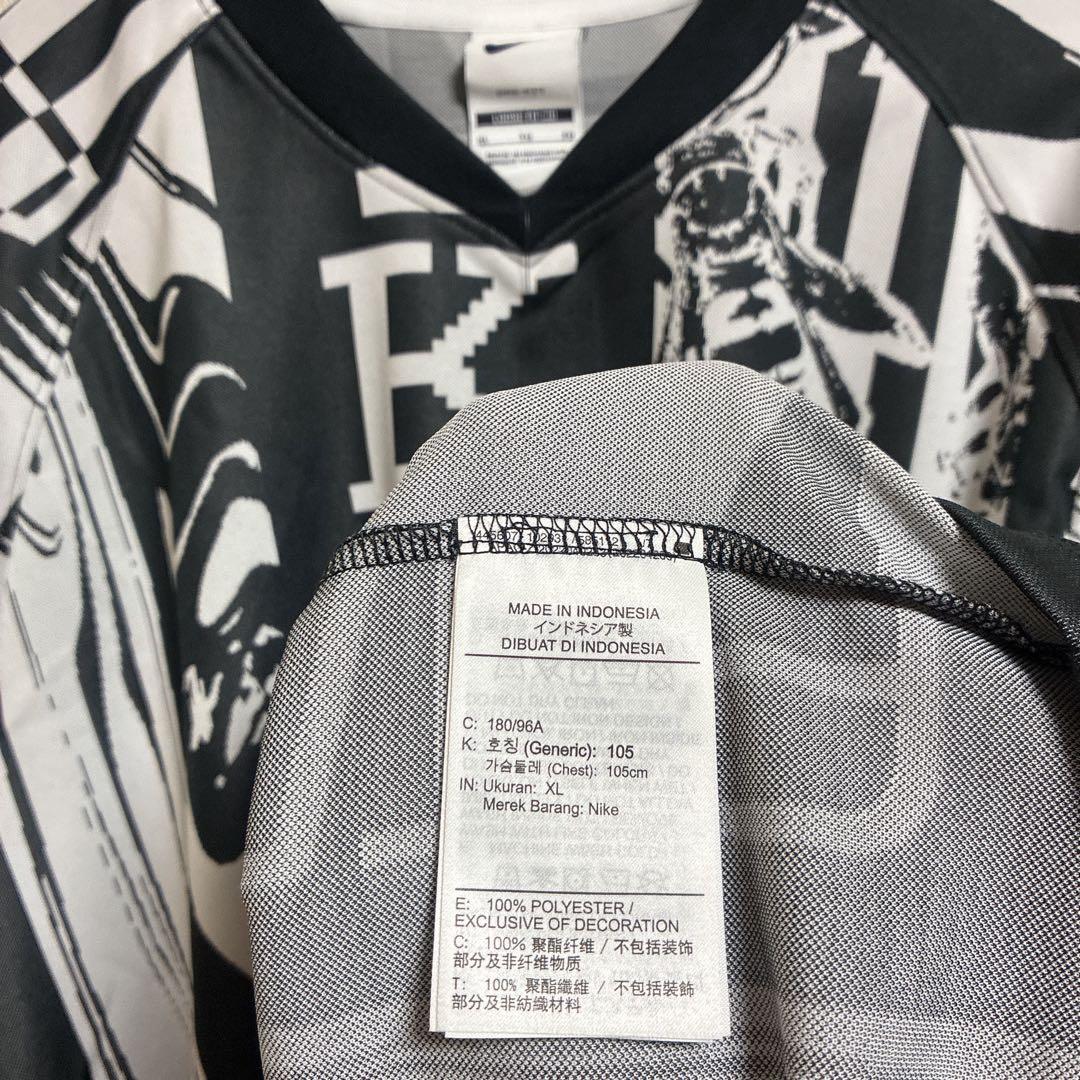 K
MADE IN INDONESIA
インドネシア製
DIBUAT DI INDONESIA
C: 180/96A
K: 호칭 (Generic): 105
가슴둘레 (Chest): 105cm
IN: Ukuran: XL
Merek Barang: Nike
E: 100% POLYESTER /
EXCLUSIVE OF DECORATION
C: 100% 聚酯纤维 / 不包括装饰
部分及非纤维物质
T: 100% 聚酯纖維 / 不包括裝飾
部分及非紡織材料